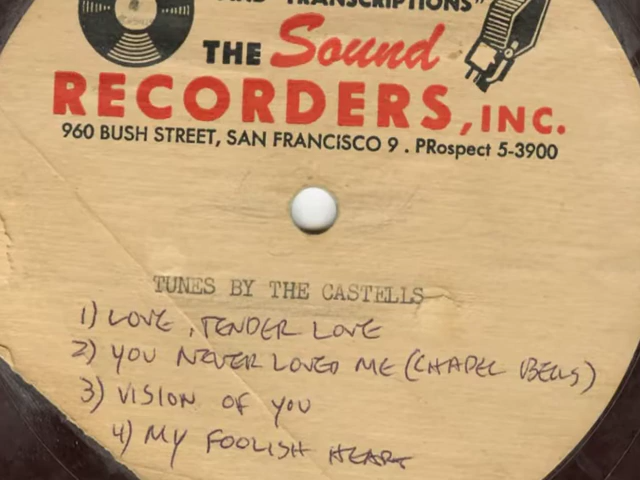 AND "TRANSCRIPTIONS"
THE Sound
RECORDERS, INC.
960 BUSH STREET, SAN FRANCISCO 9 . PRospect 5-3900
TUNES BY THE CASTELLS
1) LOVE, TENDER LOVE
2) YOU NEVER LOVED ME (CHAPEL BELLS)
3) VISION OF YOU
4) MY FOOLISH HEART